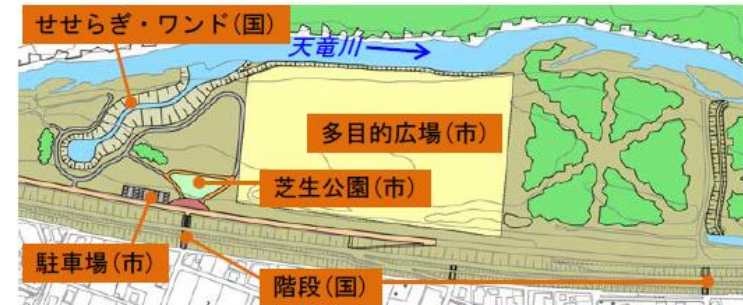 せせらぎ・ワンド(国)
天竜川
多目的広場(市)
芝生公園(市)
駐車場(市)
階段(国)